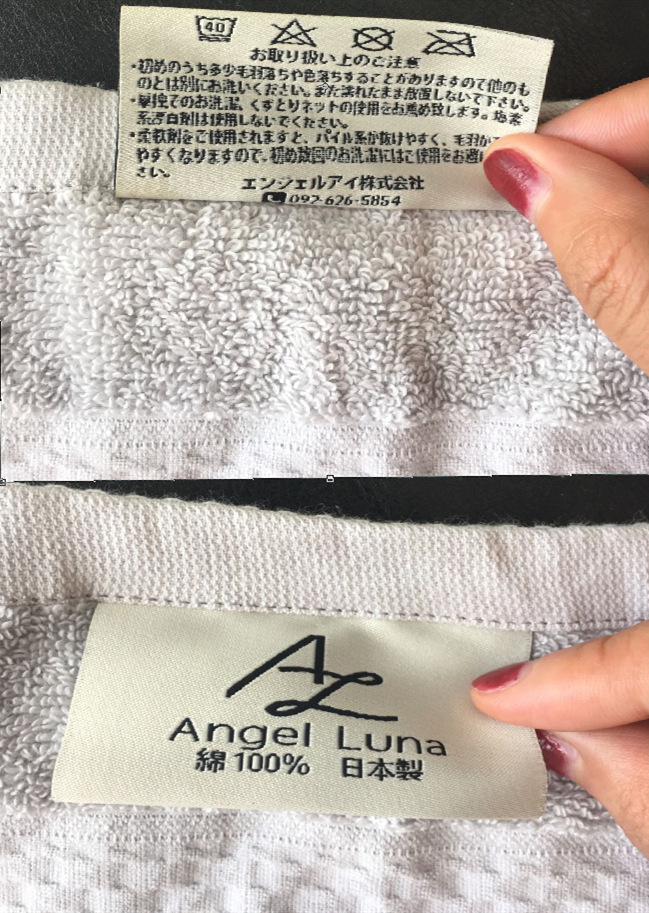 40
お取り扱い上のご注意
・初めのうち多少毛羽落ちや色落ちすることがありますので他のも
のとは別にお洗いください。また濡れたまま放置しないで下さい。
・単独でのお洗濯、くずとりネットの使用をお薦め致します。塩素
系漂白剤は使用しないでください。
・柔軟剤をご使用されますと、パイル糸が抜けやすく、毛羽が
やすくなりますので、初め数回のお洗濯にはご使用をお避け
さい。
エンジェルアイ株式会社
092-626-5854
AL
Angel Luna
綿100% 日本製